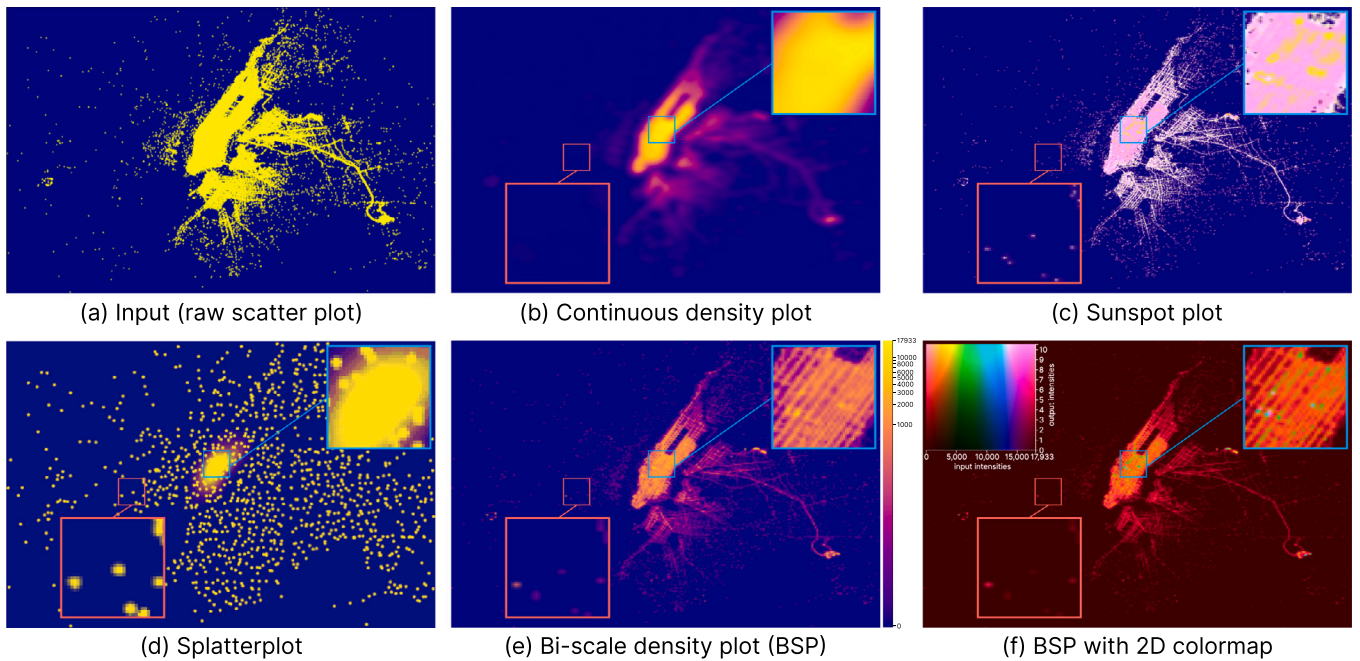 (a) Input (raw scatter plot)
(b) Continuous density plot
(c) Sunspot plot
17933
10000
8000
6000
5000
4000
3000
2000
1000
0
10
9
8
7
6
5
4
3
2
1
0
output intensities
0 5,000 10,000 15,000 17,933
input intensities
(d) Splatterplot
(e) Bi-scale density plot (BSP)
(f) BSP with 2D colormap